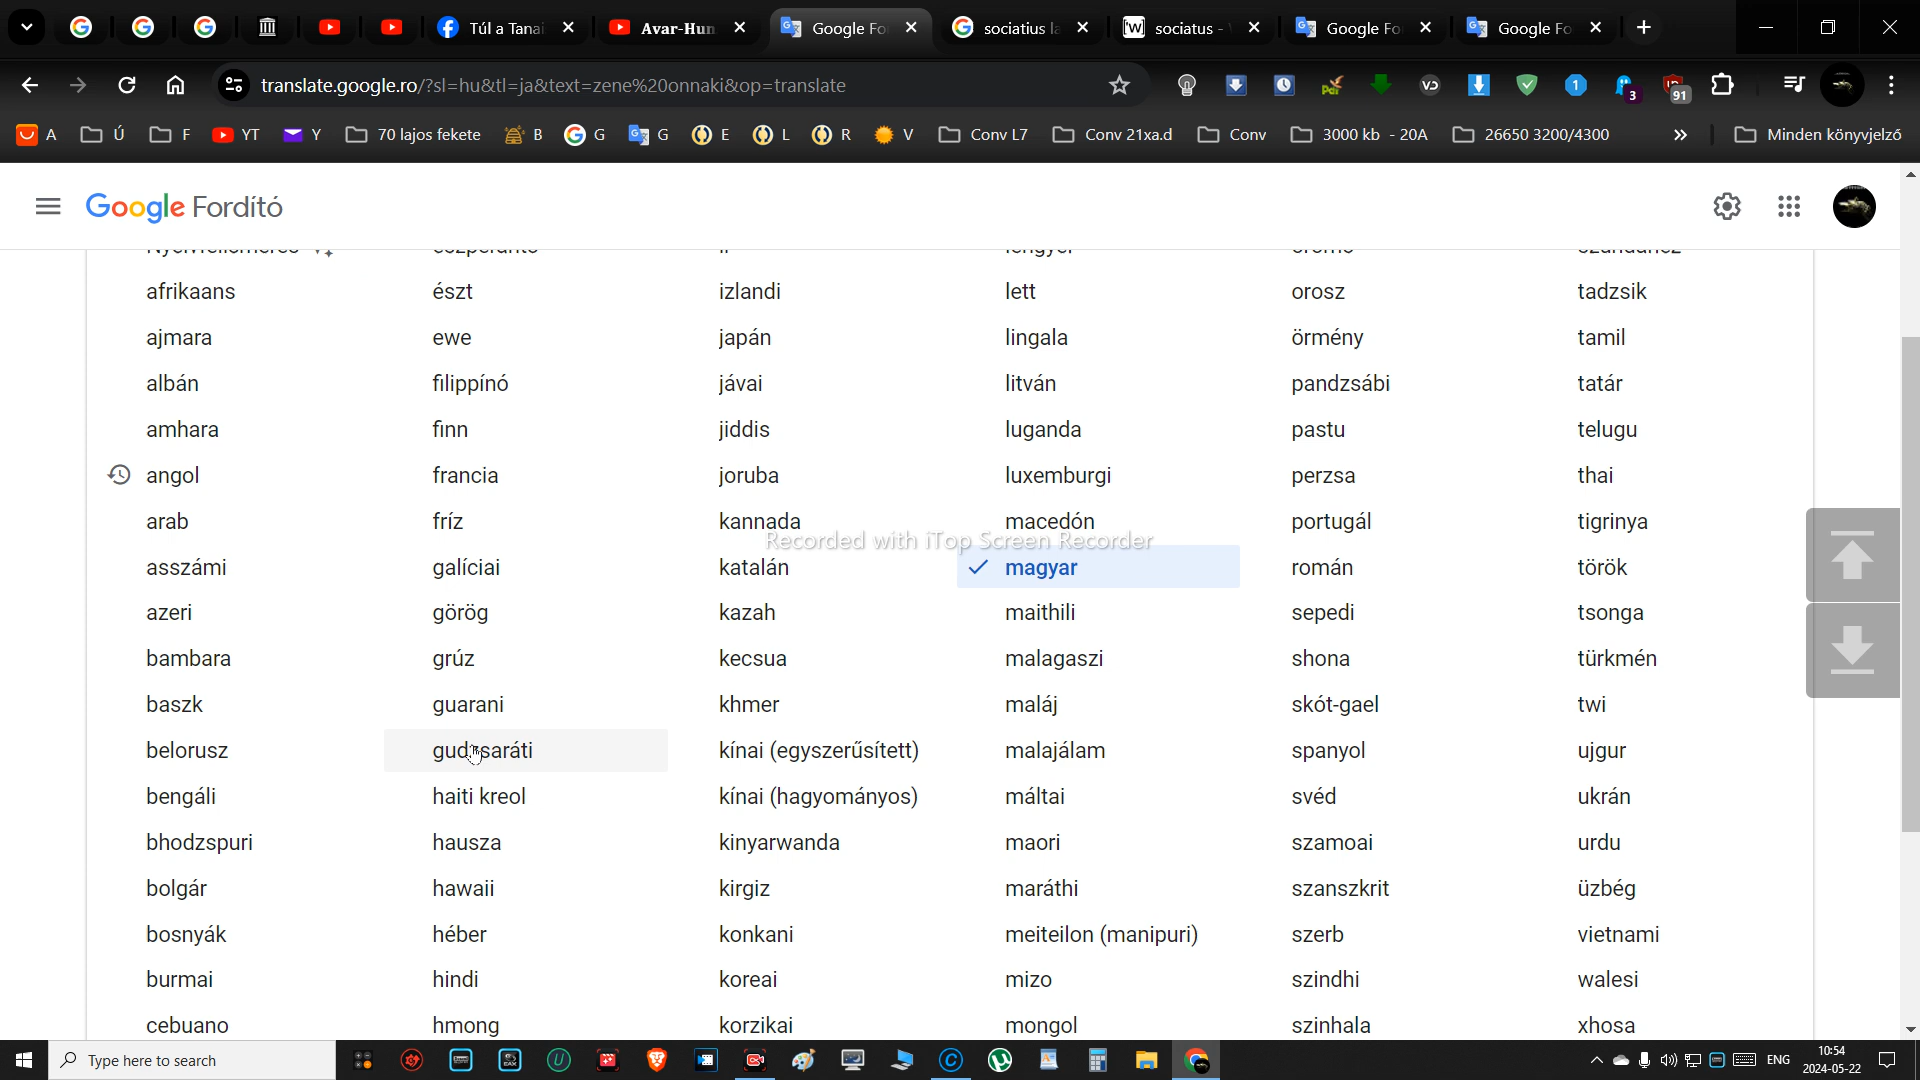 Túl a Tanai
Avar-Hun
Google Fo
sociatius la
sociatus -
Google Fo
Google Fo
translate.google.ro/?sl=hu&tl=ja&text=zene%20onnaki&op=translate
1
3
91
A
Ú
F
YT
Y
70 lajos fekete
B
G
G
E
L
R
V
Conv L7
Conv 21xa.d
Conv
3000 kb - 20A
26650 3200/4300
Minden könyvjelző
Google Fordító
afrikaans észt izlandi lett orosz tadzsik
ajmara ewe japán lingala örmény tamil
albán filippínó jávai litván pandzsábi tatár
amhara finn jiddis luganda pastu telugu
angol francia joruba luxemburgi perzsa thai
arab fríz kannada macedón portugál tigrinya
Recorded with iTop Screen Recorder
asszámi galíciai katalán magyar román török
azeri görög kazah maithili sepedi tsonga
bambara grúz kecsua malagaszi shona türkmén
baszk guarani khmer maláj skót-gael twi
belorusz gudzsaráti kínai (egyszerűsített) malajálam spanyol ujgur
bengáli haiti kreol kínai (hagyományos) máltai svéd ukrán
bhodzspuri hausza kinyarwanda maori szamoai urdu
bolgár hawaii kirgiz maráthi szanszkrit üzbég
bosnyák héber konkani meiteilon (manipuri) szerb vietnami
burmai hindi koreai mizo szindhi walesi
cebuano hmong korzikai mongol szinhala xhosa
Type here to search
ENG
10:54
2024-05-22